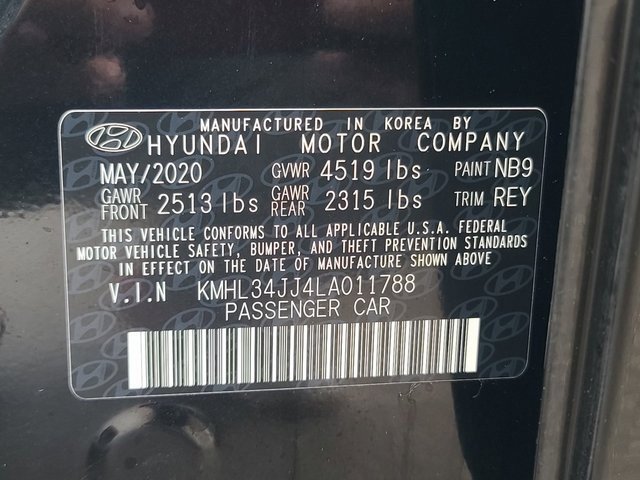 MANUFACTURED IN KOREA BY
HYUNDAI MOTOR COMPANY
MAY/2020 GVWR 4519 lbs PAINT NB9
GAWR FRONT 2513 lbs GAWR REAR 2315 lbs TRIM REY
THIS VEHICLE CONFORMS TO ALL APPLICABLE U.S.A. FEDERAL
MOTOR VEHICLE SAFETY, BUMPER, AND THEFT PREVENTION STANDARDS
IN EFFECT ON THE DATE OF MANUFACTURE SHOWN ABOVE
V.I.N KMHL34JJ4LA011788
PASSENGER CAR